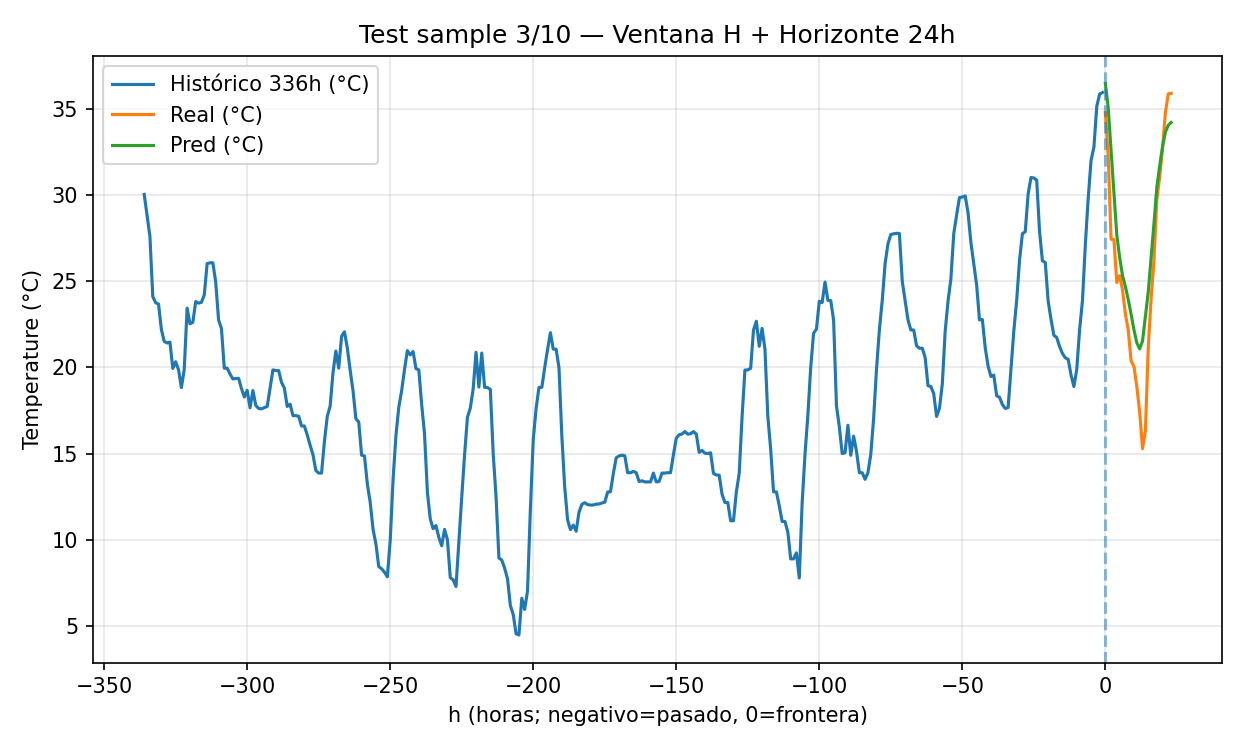 Test sample 3/10 — Ventana H + Horizonte 24h
Histórico 336h (°C)
Real (°C)
Pred (°C)
Temperature (°C)
35
30
25
20
15
10
5
−350 −300 −250 −200 −150 −100 −50 0
h (horas; negativo=pasado, 0=frontera)